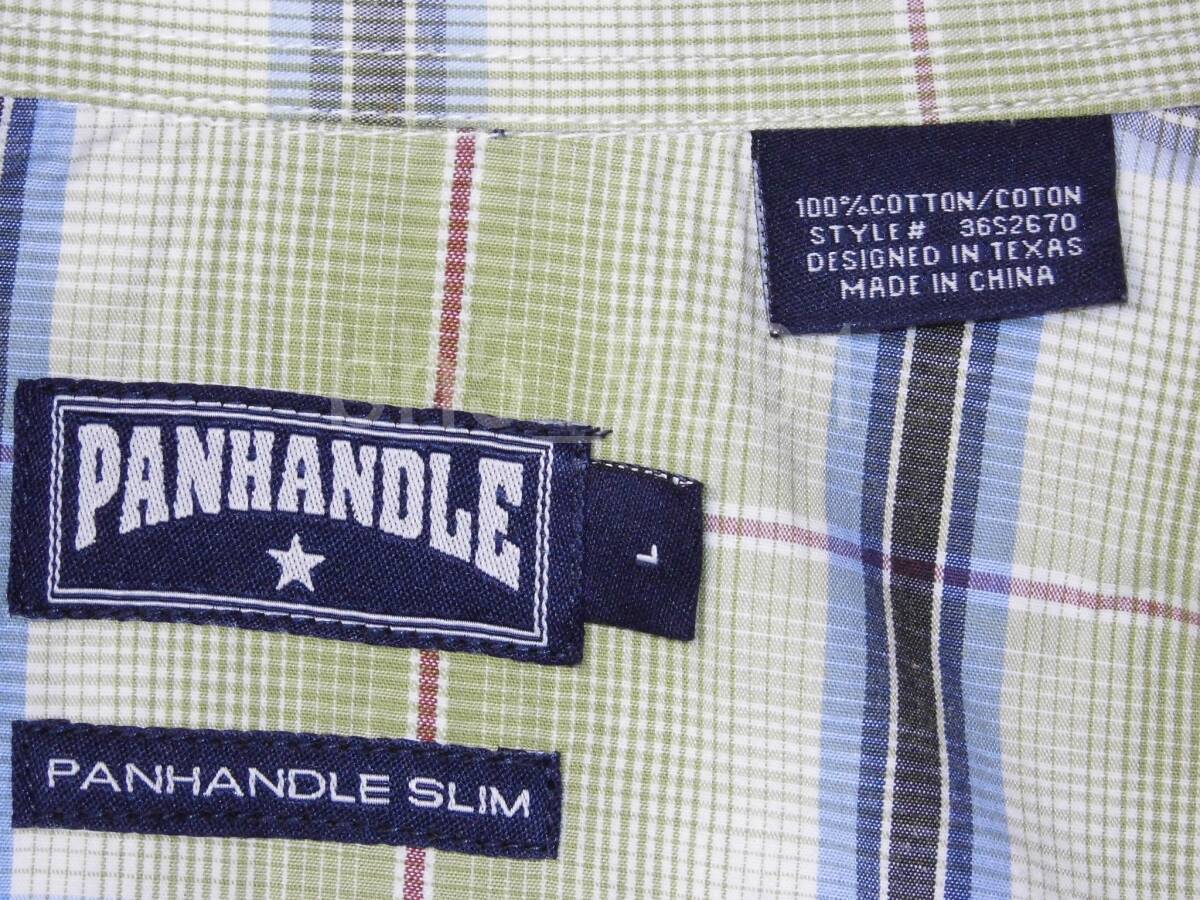 100%COTTON/COTON
STYLE# 36S2670
DESIGNED IN TEXAS
MADE IN CHINA
PANHANDLE
L
PANHANDLE SLIM